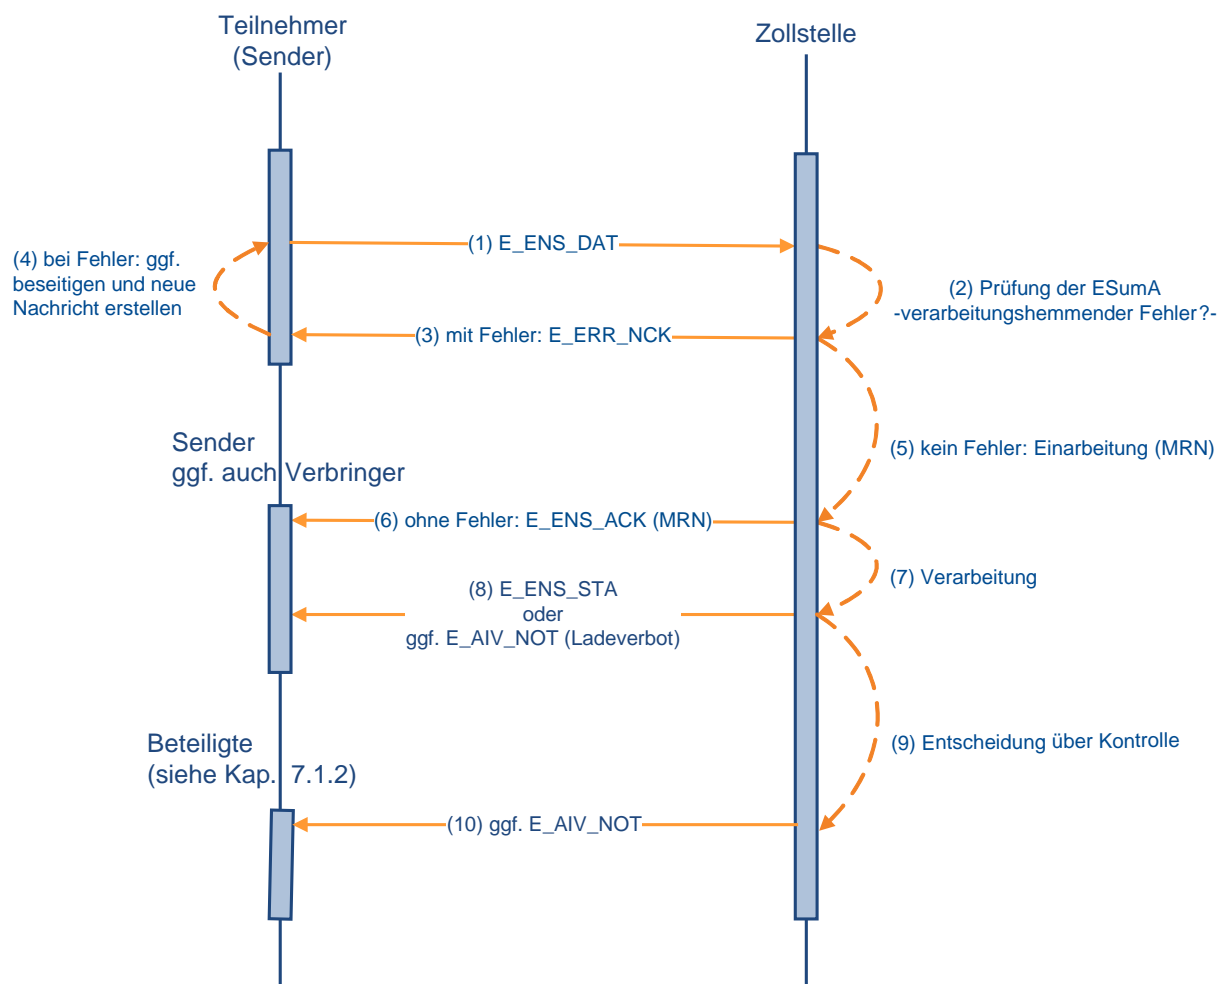 Teilnehmer
(Sender)
Zollstelle
(1) E_ENS_DAT
(4) bei Fehler: ggf.
beseitigen und neue
Nachricht erstellen
(2) Prüfung der ESumA
-verarbeitungshemmender Fehler?-
(3) mit Fehler: E_ERR_NCK
Sender
ggf. auch Verbringer
(5) kein Fehler: Einarbeitung (MRN)
(6) ohne Fehler: E_ENS_ACK (MRN)
(7) Verarbeitung
(8) E_ENS_STA
oder
ggf. E_AIV_NOT (Ladeverbot)
Beteiligte
(siehe Kap. 7.1.2)
(9) Entscheidung über Kontrolle
(10) ggf. E_AIV_NOT